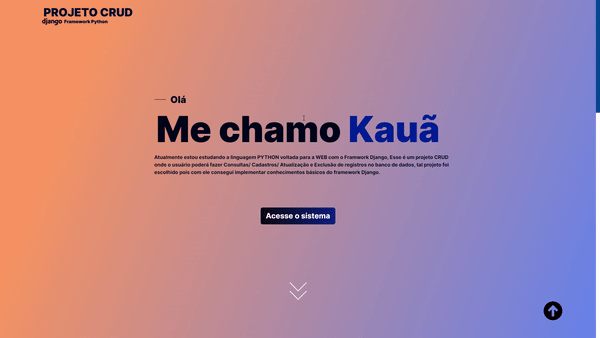 PROJETO CRUD
django Framework Python
Olá
Me chamo Kauã
Atualmente estou estudando a linguagem PYTHON voltada para a WEB com o Framwork Django, Esse é um projeto CRUD
onde o usuário poderá fazer Consultas/ Cadastros/ Atualização e Exclusão de registros no banco de dados, tal projeto foi
escolhido pois com ele consegui implementar conhecimentos básicos do framework Django.
Acesse o sistema